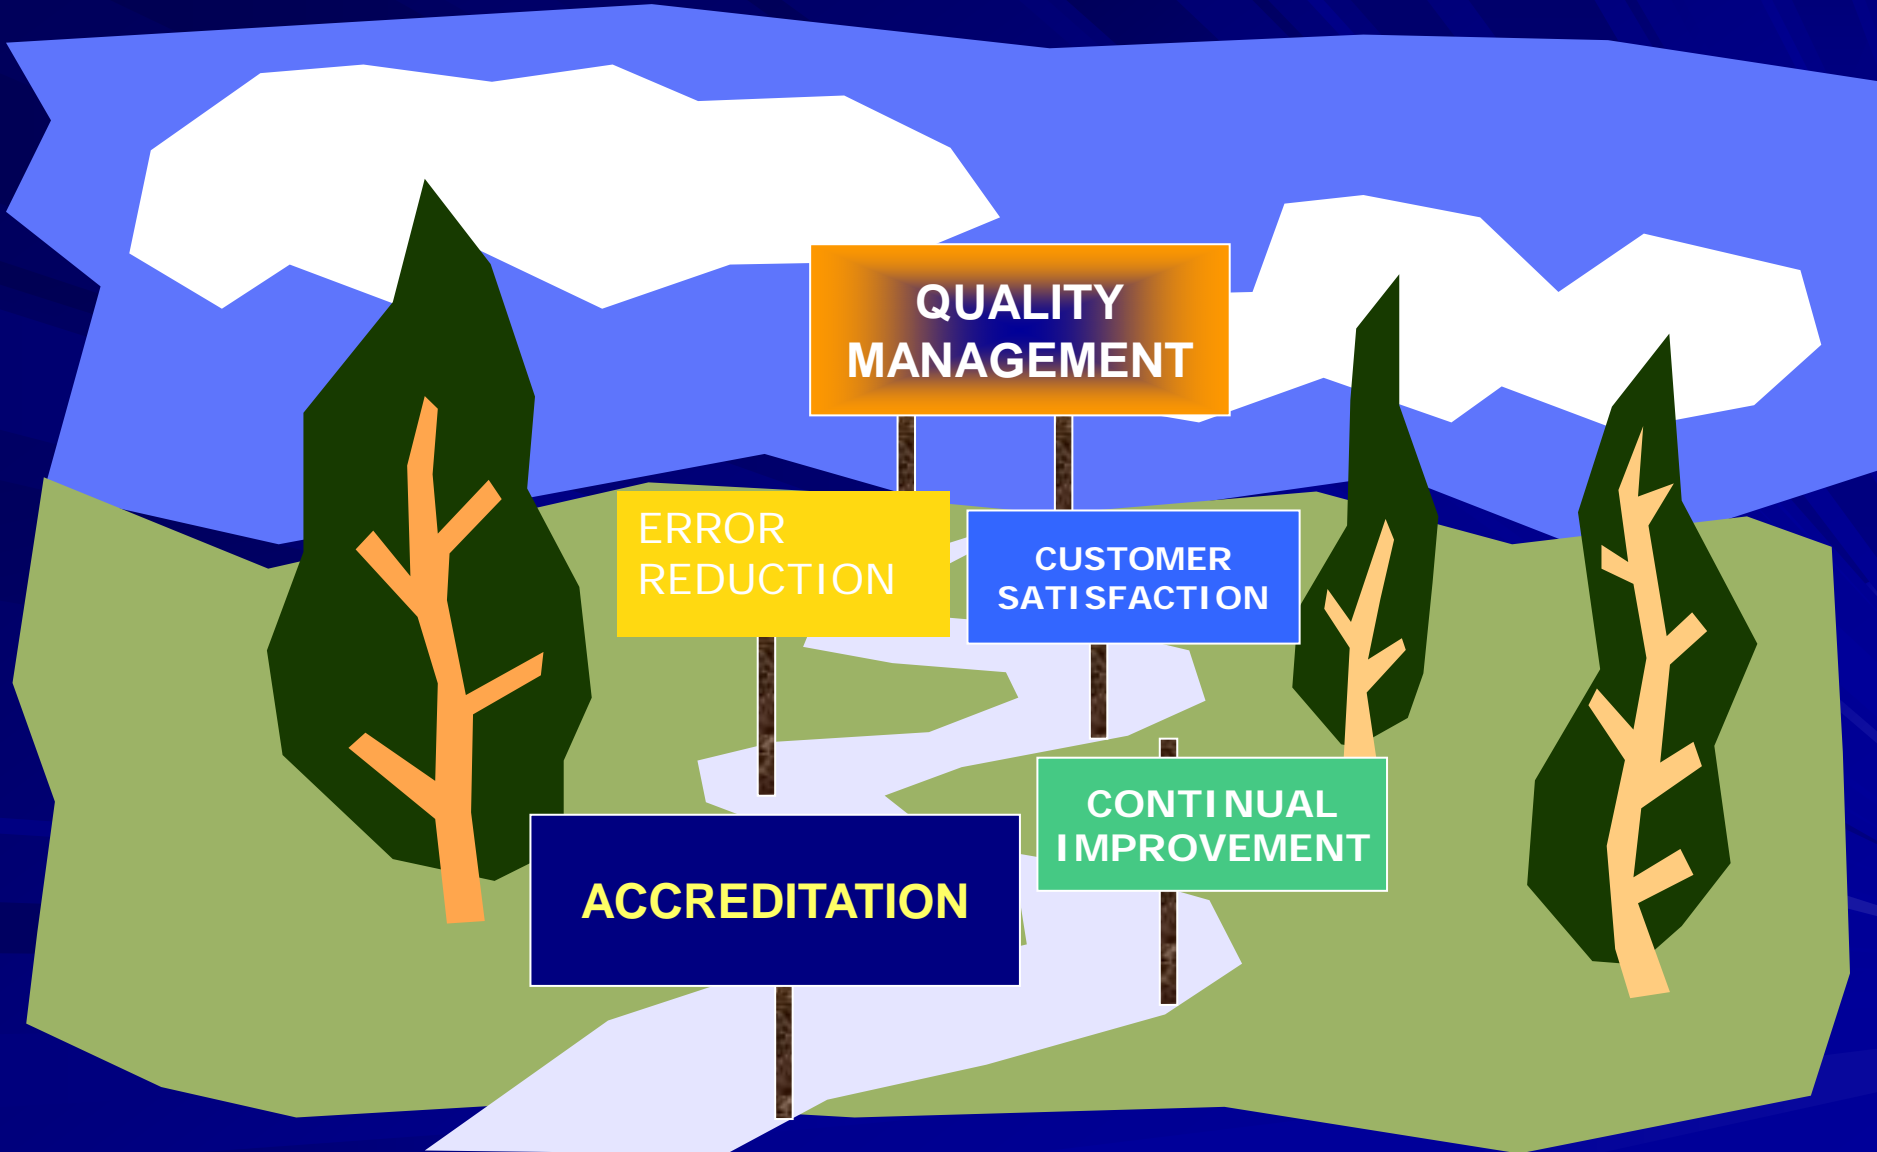 QUALITY
MANAGEMENT
ERROR
REDUCTION
CUSTOMER
SATISFACTION
CONTINUAL
IMPROVEMENT
ACCREDITATION